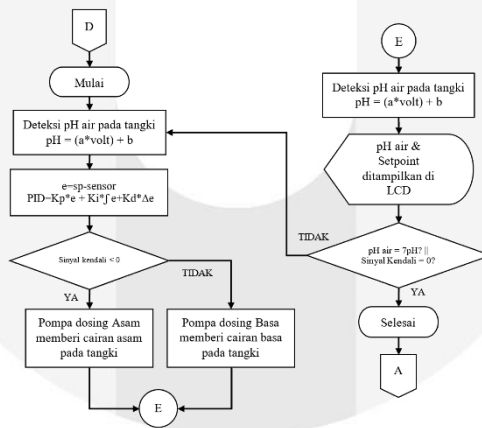 D
Mulai
Deteksi pH air pada tangki
pH = (a*volt) + b
e=sp-sensor
PID=Kp*e + Ki*∫ e+Kd*Δe
Sinyal kendali < 0
YA
TIDAK
Pompa dosing Asam
memberi cairan asam
pada tangki
Pompa dosing Basa
memberi cairan basa
pada tangki
E
E
Deteksi pH air pada tangki
pH = (a*volt) + b
pH air &
Setpoint
ditampilkan di
LCD
TIDAK
pH air = 7pH? ||
Sinyal Kendali = 0?
YA
Selesai
A